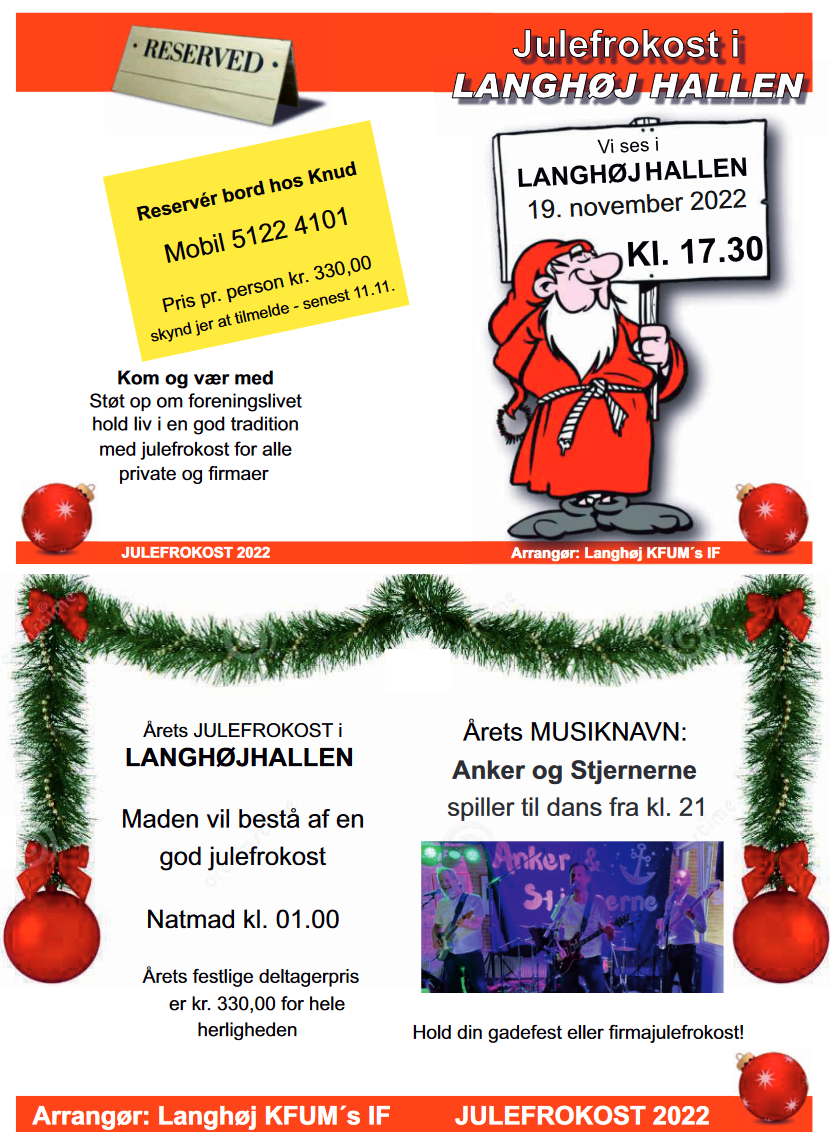 • RESERVED •
Julefrokost i
LANGHØJ HALLEN
Reservér bord hos Knud
Mobil 5122 4101
Pris pr. person kr. 330,00
skynd jer at tilmelde - senest 11.11.
Vi ses i
LANGHØJ HALLEN
19. november 2022
Kl. 17.30
Kom og vær med
Støt op om foreningslivet
hold liv i en god tradition
med julefrokost for alle
private og firmaer
JULEFROKOST 2022
Arrangør: Langhøj KFUM´s IF
Årets JULEFROKOST i
LANGHØJHALLEN
Maden vil bestå af en
god julefrokost
Natmad kl. 01.00
Årets festlige deltagerpris
er kr. 330,00 for hele
herligheden
Årets MUSIKNAVN:
Anker og Stjernerne
spiller til dans fra kl. 21
Anker &
Hold din gadefest eller firmajulefrokost!
Arrangør: Langhøj KFUM´s IF
JULEFROKOST 2022